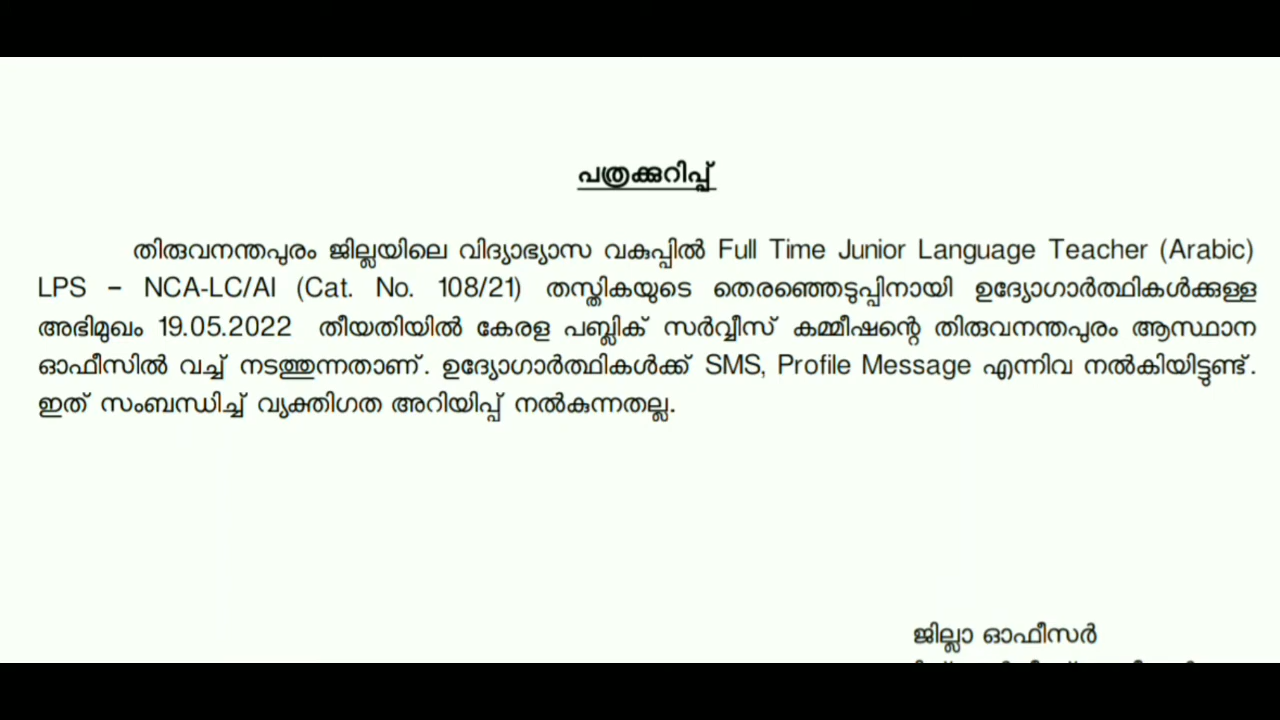 പത്രക്കുറിപ്പ്
തിരുവനന്തപുരം ജില്ലയിലെ വിദ്യാഭ്യാസ വകുപ്പിൽ Full Time Junior Language Teacher (Arabic)
LPS – NCA-LC/AI (Cat. No. 108/21) തസ്തികയുടെ തെരഞ്ഞെടുപ്പിനായി ഉദ്യോഗാർത്ഥികൾക്കുള്ള
അഭിമുഖം 19.05.2022 തീയതിയിൽ കേരള പബ്ലിക് സർവ്വീസ് കമ്മീഷന്റെ തിരുവനന്തപുരം ആസ്ഥാന
ഓഫീസിൽ വച്ച് നടത്തുന്നതാണ്. ഉദ്യോഗാർത്ഥികൾക്ക് SMS, Profile Message എന്നിവ നൽകിയിട്ടുണ്ട്.
ഇത് സംബന്ധിച്ച് വ്യക്തിഗത അറിയിപ്പ് നൽകുന്നതല്ല.
ജില്ലാ ഓഫീസർ